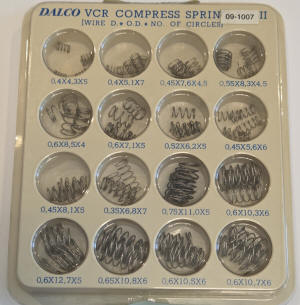 DALCO VCR COMPRESS SPRIN 09-1007 II
[WIRE D. • O.D. • NO. OF CIRCLES]
0,4X4,3X5 0,4X5,1X7 0,45X7,6X4,5 0,55X8,3X4,5
0,6X8,5X4 0,6X7,1X5 0,52X6,2X5 0,45X5,6X6
0,45X8,1X5 0,35X6,8X7 0,75X11,0X5 0,6X10,3X6
0,6X12,7X5 0,65X10,8X6 0,6X10,5X6 0,6X10,7X6